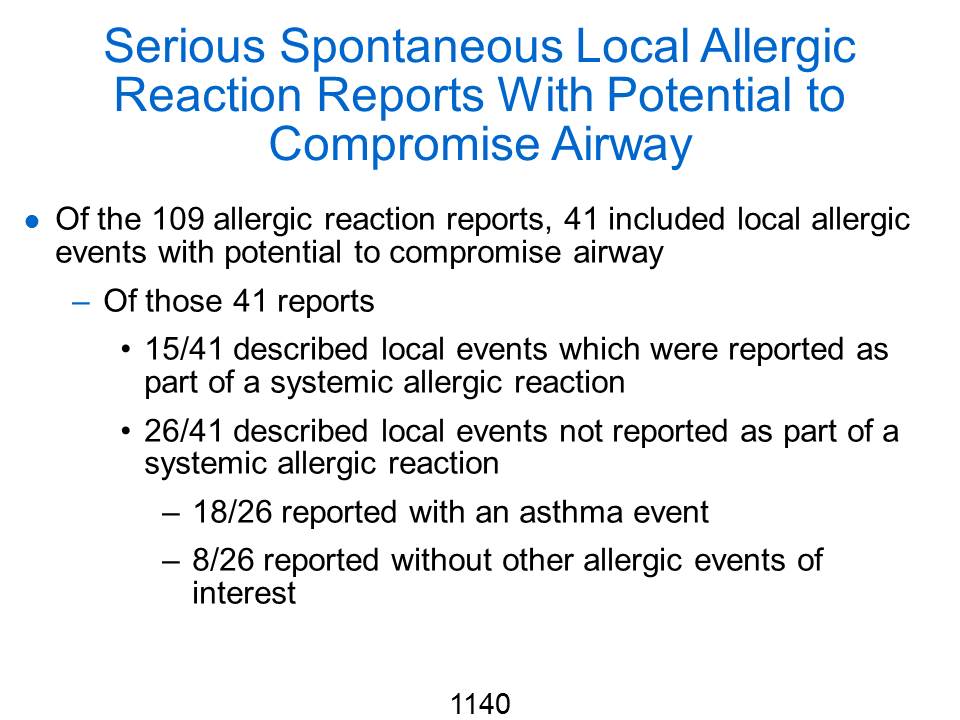 Serious Spontaneous Local Allergic
Reaction Reports With Potential to
Compromise Airway
● Of the 109 allergic reaction reports, 41 included local allergic
events with potential to compromise airway
– Of those 41 reports
• 15/41 described local events which were reported as
part of a systemic allergic reaction
• 26/41 described local events not reported as part of a
systemic allergic reaction
– 18/26 reported with an asthma event
– 8/26 reported without other allergic events of
interest
1140